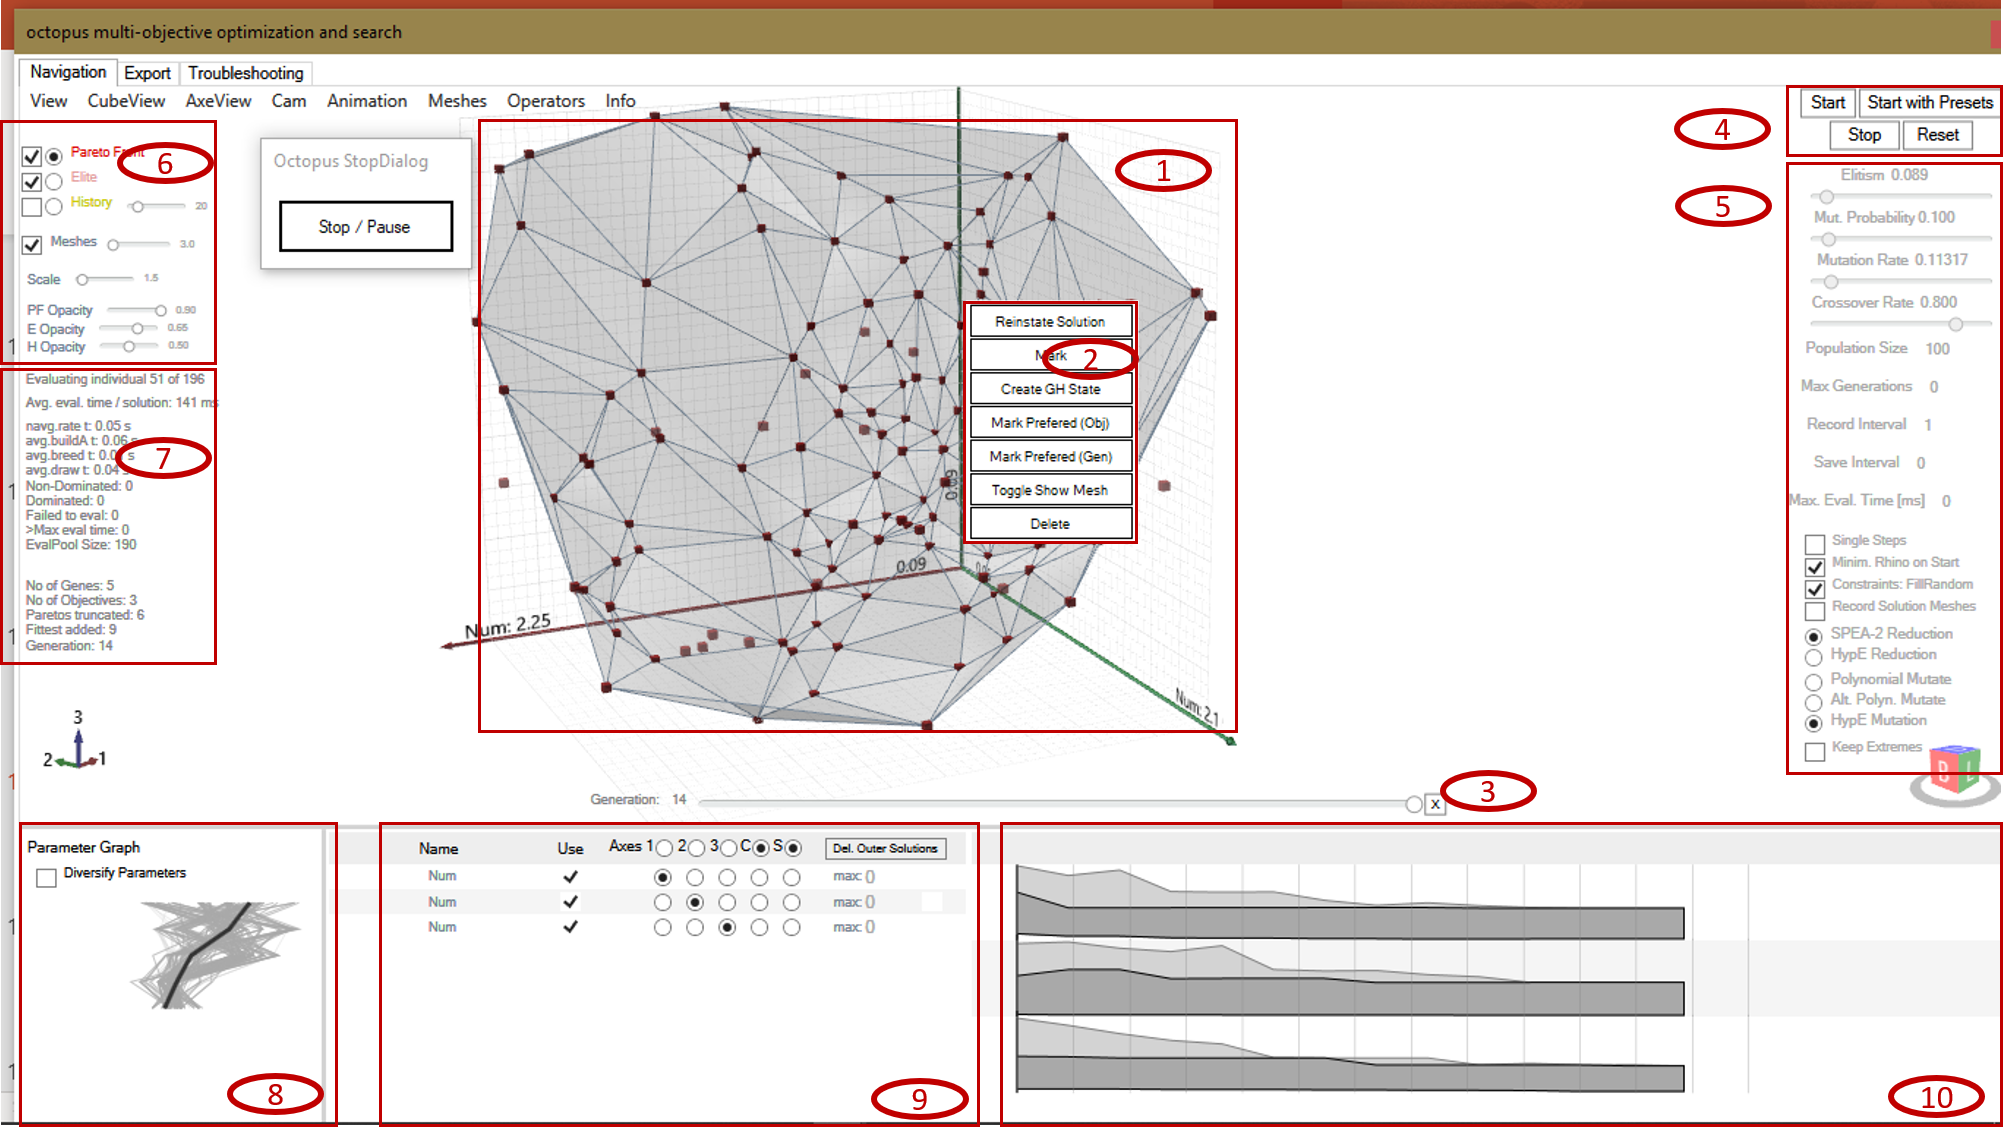 octopus multi-objective optimization and search
Navigation Export Troubleshooting
View CubeView AxeView Cam Animation Meshes Operators Info
Start Start with Presets
Stop Reset
4
Pareto Front
6
Elite
History 20
Meshes 3.0
Scale 1.5
PF Opacity 0.90
E Opacity 0.65
H Opacity 0.50
Octopus StopDialog
Stop / Pause
1
Reinstate Solution
Mark
2
Create GH State
Mark Prefered (Obj)
Mark Prefered (Gen)
Toggle Show Mesh
Delete
0.09
Num: 2.25
Num: 2.1
5
Elitism 0.089
Mut. Probability 0.100
Mutation Rate 0.11317
Crossover Rate 0.800
Population Size 100
Max Generations 0
Record Interval 1
Save Interval 0
Max. Eval. Time [ms] 0
Single Steps
Minim. Rhino on Start
Constraints: FillRandom
Record Solution Meshes
SPEA-2 Reduction
HypE Reduction
Polynomial Mutate
Alt. Polyn. Mutate
HypE Mutation
Keep Extremes
B L
Evaluating individual 51 of 196
Avg. eval. time / solution: 141 ms
navg.rate t: 0.05 s
avg.buildA t: 0.06 s
avg.breed t: 0.0 s
avg.draw t: 0.04 s
7
Non-Dominated: 0
Dominated: 0
Failed to eval: 0
>Max eval time: 0
EvalPool Size: 190
No of Genes: 5
No of Objectives: 3
Paretos truncated: 6
Fittest added: 9
Generation: 14
3
2 1
Generation: 14 x
3
Parameter Graph
Diversify Parameters
8
Name Use Axes 1 2 3 C S Del. Outer Solutions
Num max: ()
Num max: ()
Num max: ()
9
10